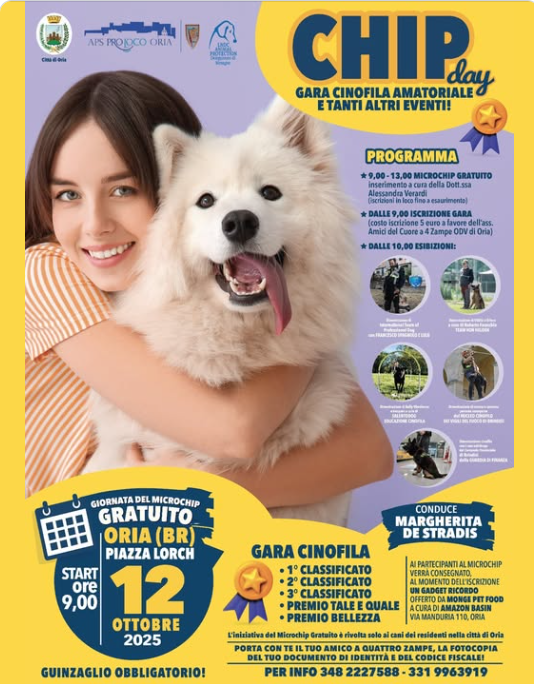 Città di Oria
APS PRO LOCO ORIA
CHIP
day
GARA CINOFILA AMATORIALE
E TANTI ALTRI EVENTI!
PROGRAMMA
★ 9,00 - 13,00 MICROCHIP GRATUITO
inserimento a cura della Dott.ssa
Alessandra Verardi
(iscrizioni in loco fino a esaurimento)
★ DALLE 9,00 ISCRIZIONE GARA
(costo iscrizione 5 euro a favore dell'ass.
Amici del Cuore a 4 Zampe ODV di Oria)
★ DALLE 10,00 ESIBIZIONI:
GIORNATA DEL MICROCHIP
GRATUITO
ORIA (BR)
PIAZZA LORCH
START
ore
9,00
12
OTTOBRE
2025
GUINZAGLIO OBBLIGATORIO!
GARA CINOFILA
• 1° CLASSIFICATO
• 2° CLASSIFICATO
• 3° CLASSIFICATO
• PREMIO TALE E QUALE
• PREMIO BELLEZZA
CONDUCE
MARGHERITA
DE STRADIS
AI PARTECIPANTI AL MICROCHIP
VERRÀ CONSEGNATO,
AL MOMENTO DELL'ISCRIZIONE
UN GADGET RICORDO
OFFERTO DA MONGE PET FOOD
A CURA DI AMAZON BASIN
VIA MANDURIA 110, ORIA
L'iniziativa del Microchip Gratuito è rivolta solo ai cani dei residenti nella città di Oria
PORTA CON TE IL TUO AMICO A QUATTRO ZAMPE, LA FOTOCOPIA
DEL TUO DOCUMENTO DI IDENTITÀ E DEL CODICE FISCALE!
PER INFO 348 2227588 - 331 9963919